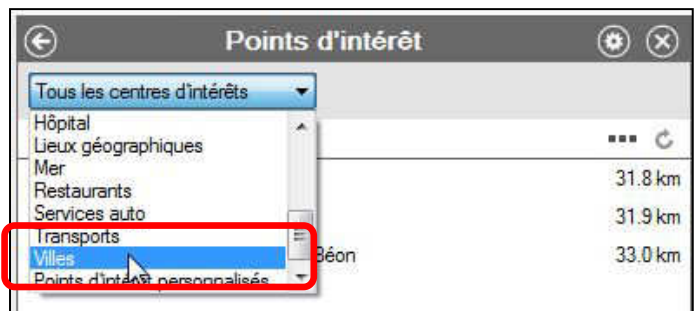 Points d'intérêt
Tous les centres d'intérêts
Hôpital
Lieux géographiques
Mer
Restaurants
31.8 km
Services auto
31.9 km
Transports
Villes
Béon
33.0 km
Points d'intérêt personnalisés